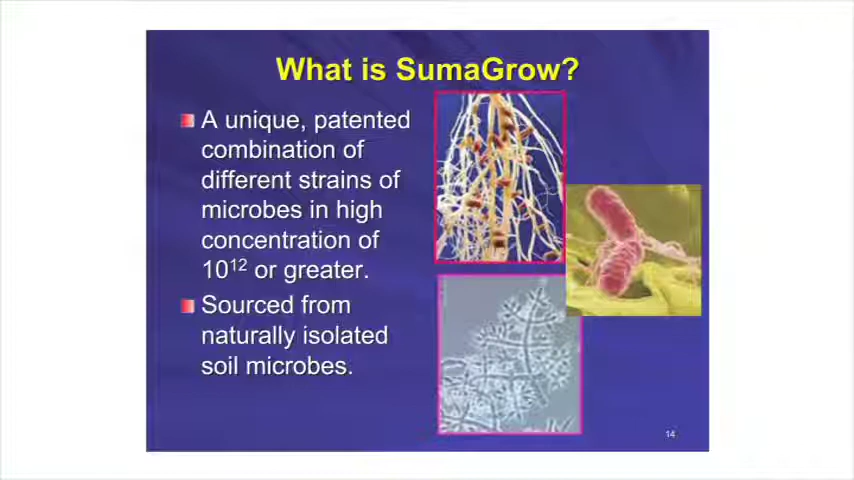 What is SumaGrow?
A unique, patented
combination of
different strains of
microbes in high
concentration of
10¹² or greater.
Sourced from
naturally isolated
soil microbes.
14